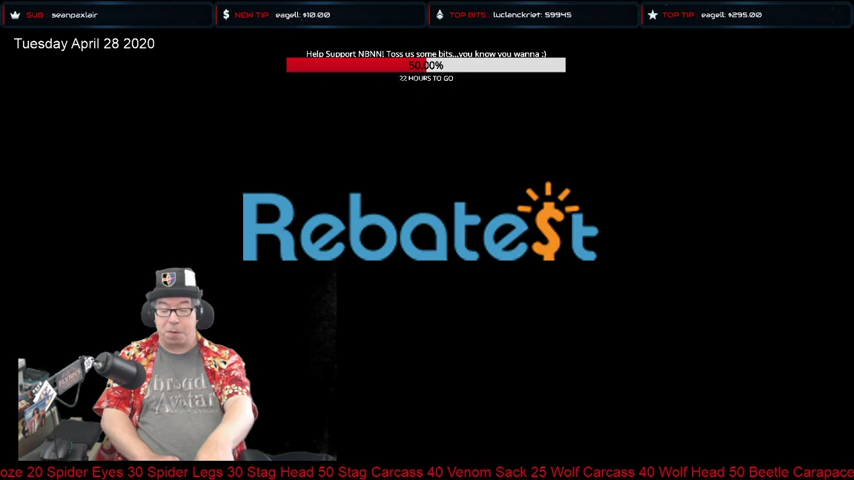 SUB seanpaxlair
NEW TIP eagell: $10.00
TOP BITS luclanckriet: 59945
TOP TIP eagell: $295.00
Tuesday April 28 2020
Help Support NBNN! Toss us some bits...you know you wanna ;)
50.00%
22 HOURS TO GO
Rebate$t
Shroud
Avatar
oze 20 Spider Eyes 30 Spider Legs 30 Stag Head 50 Stag Carcass 40 Venom Sack 25 Wolf Carcass 40 Wolf Head 50 Beetle Carapace